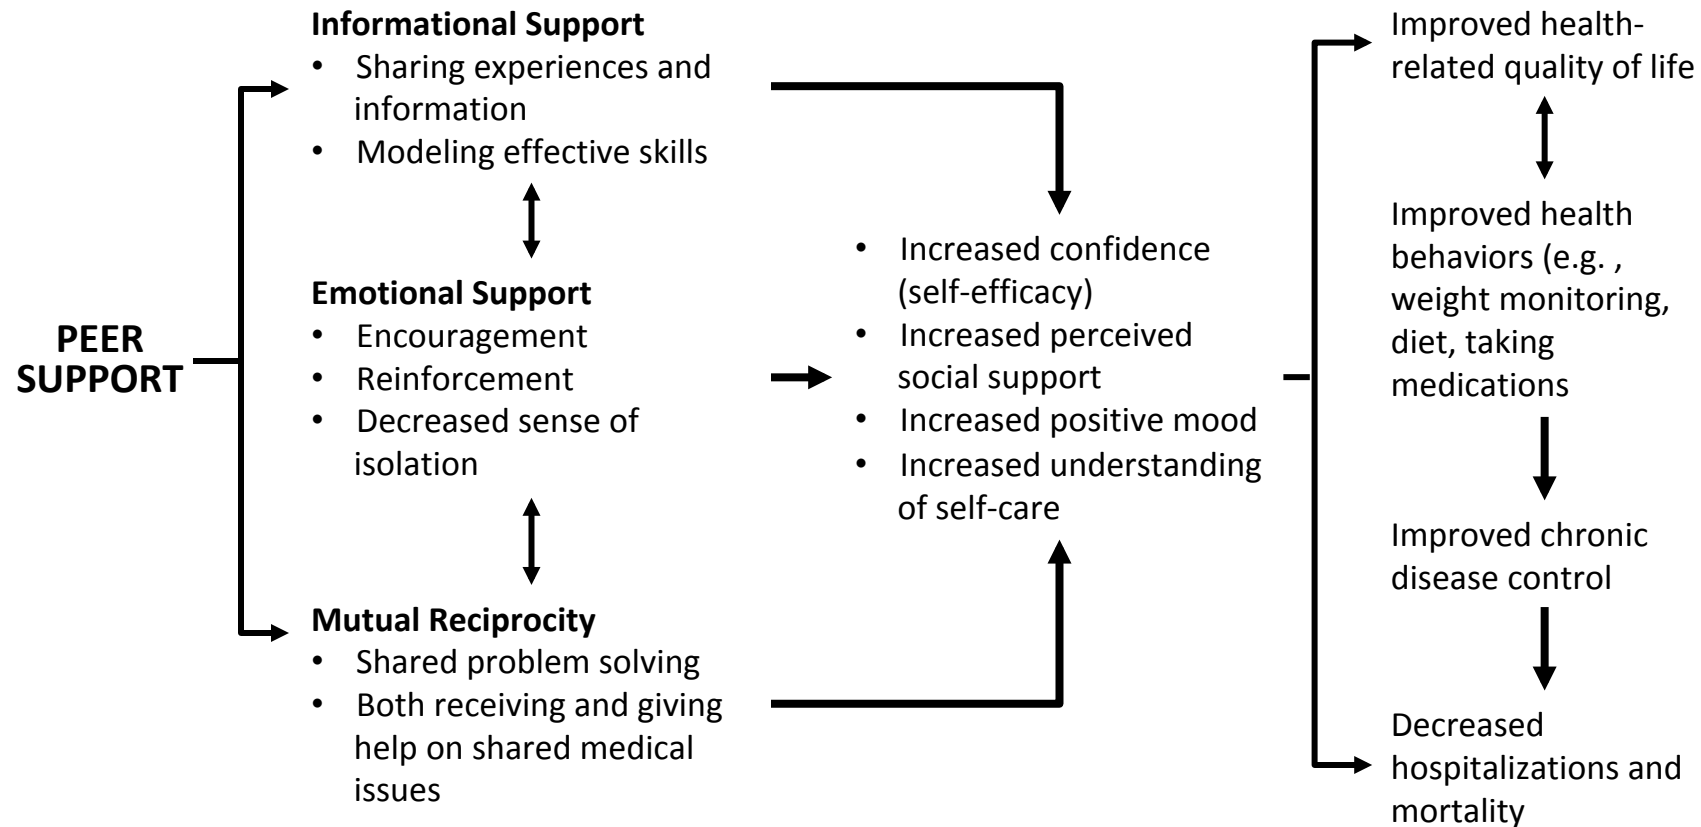 PEER
SUPPORT
Informational Support
• Sharing experiences and
information
• Modeling effective skills
Emotional Support
• Encouragement
• Reinforcement
• Decreased sense of
isolation
Mutual Reciprocity
• Shared problem solving
• Both receiving and giving
help on shared medical
issues
• Increased confidence
(self-efficacy)
• Increased perceived
social support
• Increased positive mood
• Increased understanding
of self-care
Improved health-
related quality of life
Improved health
behaviors (e.g. ,
weight monitoring,
diet, taking
medications
Improved chronic
disease control
Decreased
hospitalizations and
mortality